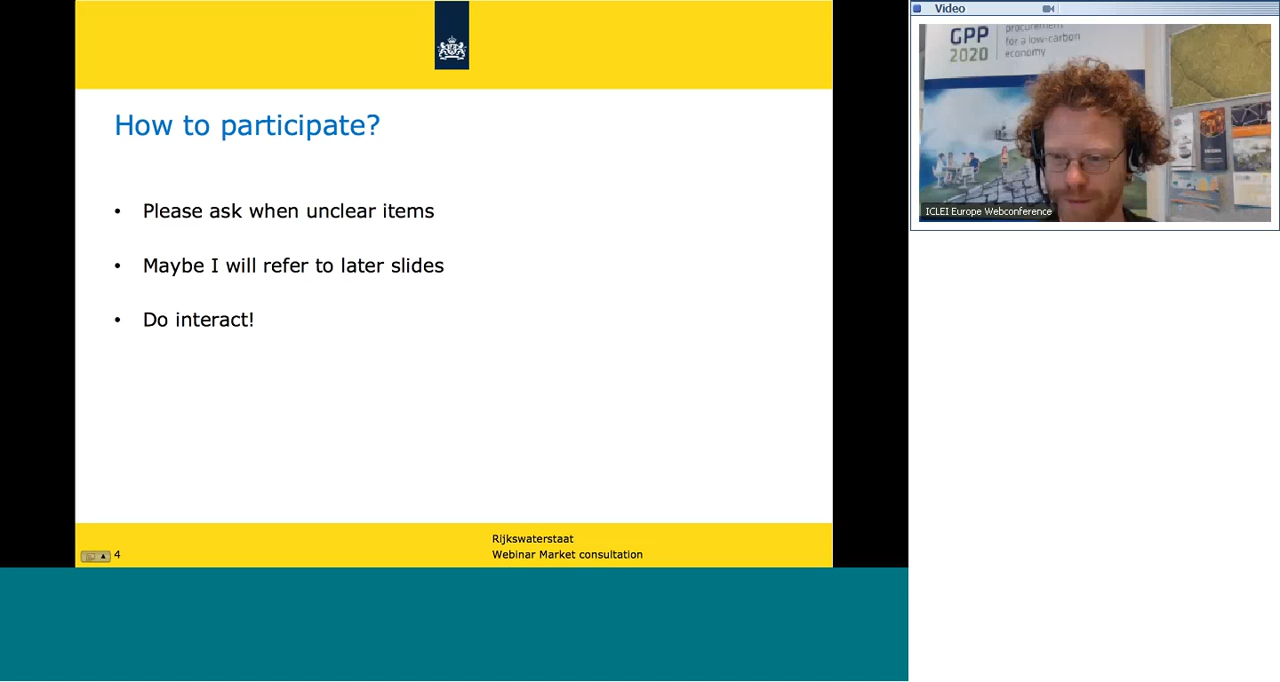 How to participate?
• Please ask when unclear items
• Maybe I will refer to later slides
• Do interact!
4
Rijkswaterstaat
Webinar Market consultation
Video
GPP
2020
procurement
for a low-carbon
economy
ICLEI Europe Webconference